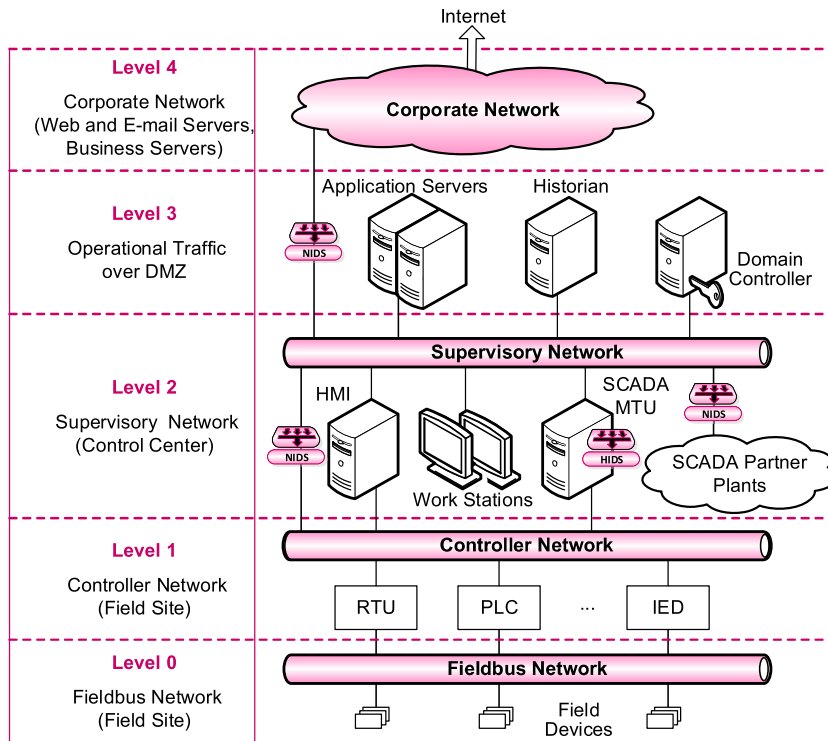 Internet
Level 4
Corporate Network
(Web and E-mail Servers,
Business Servers)
Corporate Network
Level 3
Operational Traffic
over DMZ
Application Servers
Historian
NIDS
Domain
Controller
Supervisory Network
Level 2
Supervisory Network
(Control Center)
HMI
SCADA
MTU
NIDS
NIDS
HIDS
Work Stations
SCADA Partner
Plants
Controller Network
Level 1
Controller Network
(Field Site)
RTU
PLC
...
IED
Level 0
Fieldbus Network
(Field Site)
Fieldbus Network
Field
Devices